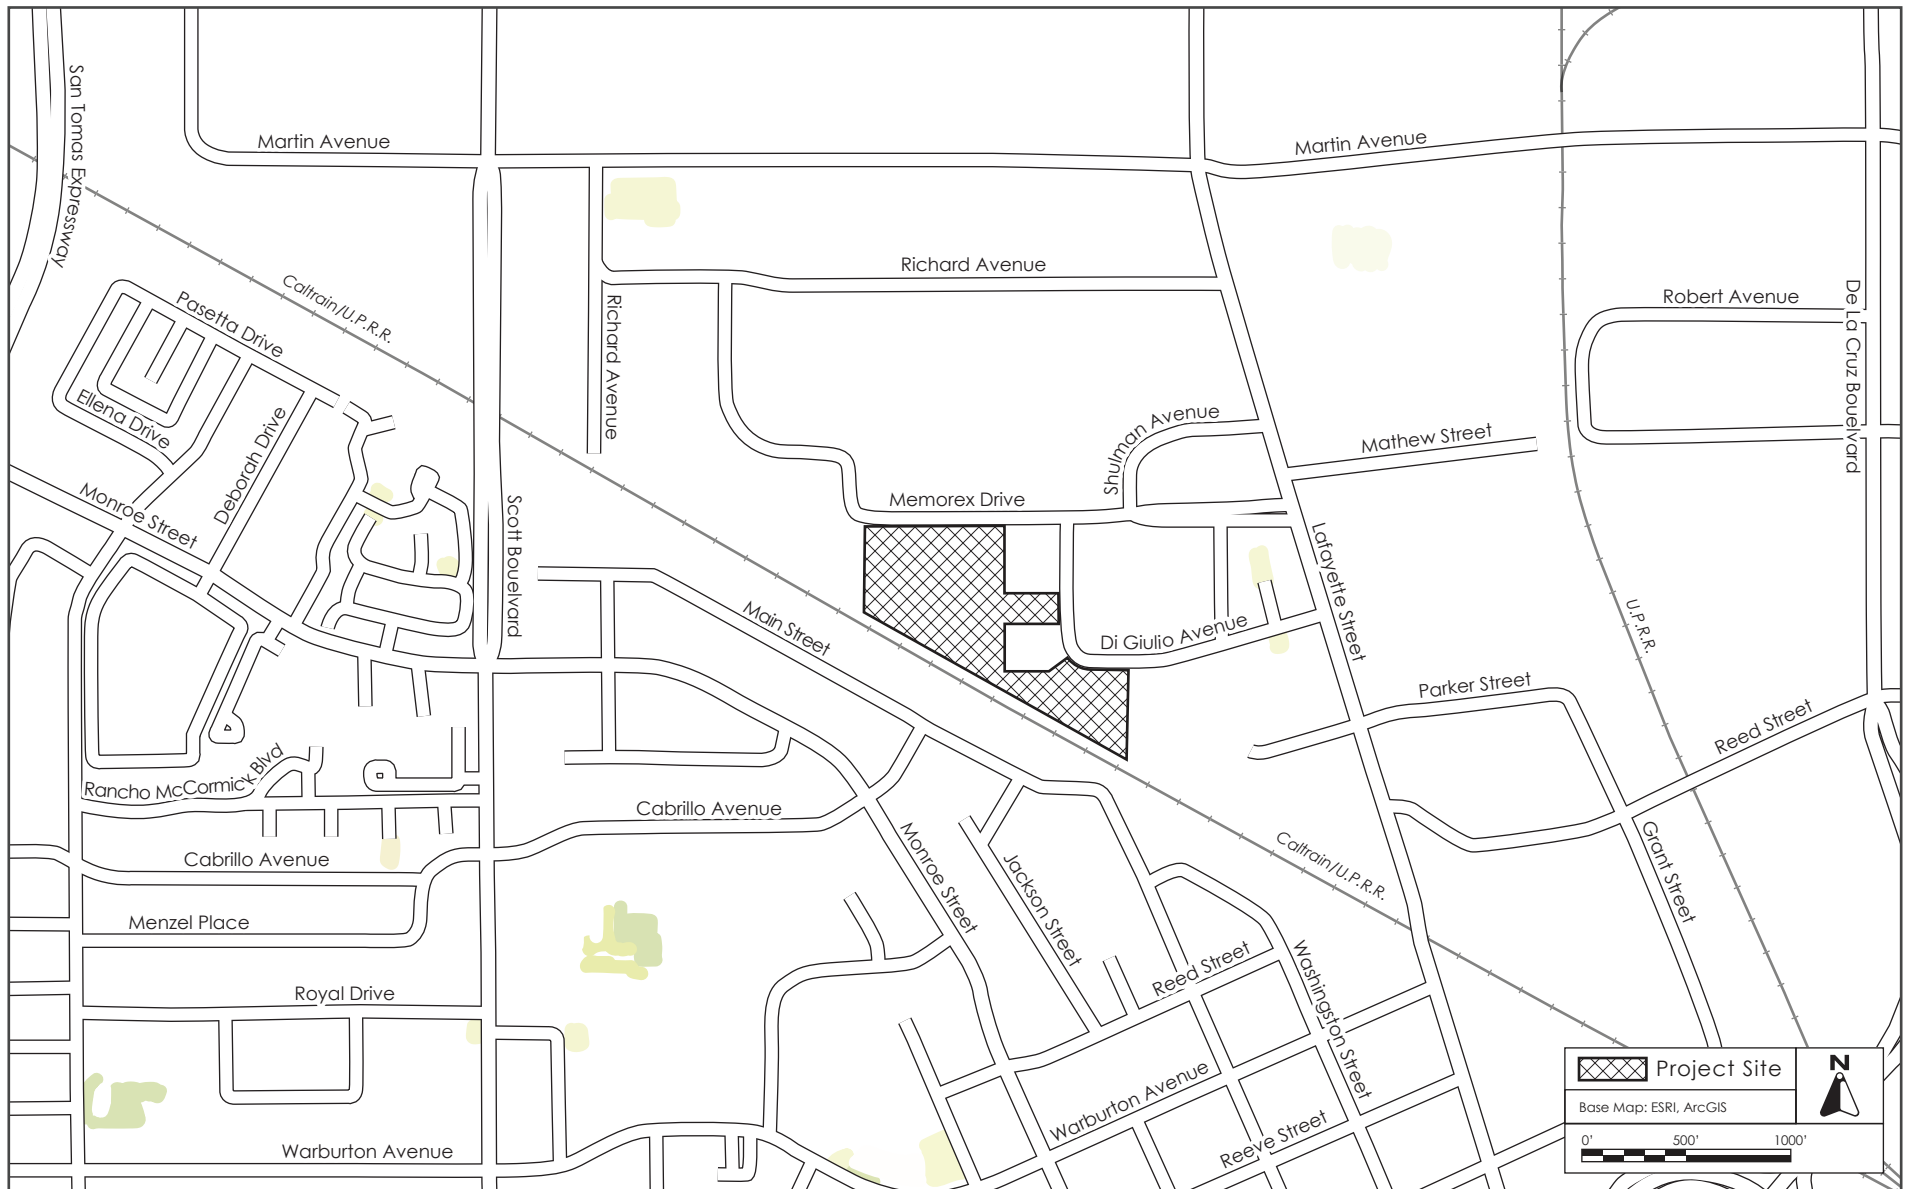 San Tomas Expressway
Martin Avenue
Martin Avenue
Richard Avenue
Caltrain/U.P.R.R.
Pasetta Drive
Richard Avenue
Robert Avenue
De La Cruz Bouelvard
Ellena Drive
Deborah Drive
Shulman Avenue
Mathew Street
Monroe Street
Scott Bouelvard
Memorex Drive
Lafayette Street
Main Street
Di Giulio Avenue
U.P.R.R.
Parker Street
Reed Street
Rancho McCormick Blvd
Cabrillo Avenue
Cabrillo Avenue
Monroe Street
Jackson Street
Caltrain/U.P.R.R.
Grant Street
Menzel Place
Reed Street
Washingston Street
Royal Drive
Warburton Avenue
Reeve Street
Warburton Avenue
Project Site
N
Base Map: ESRI, ArcGIS
0' 500' 1000'